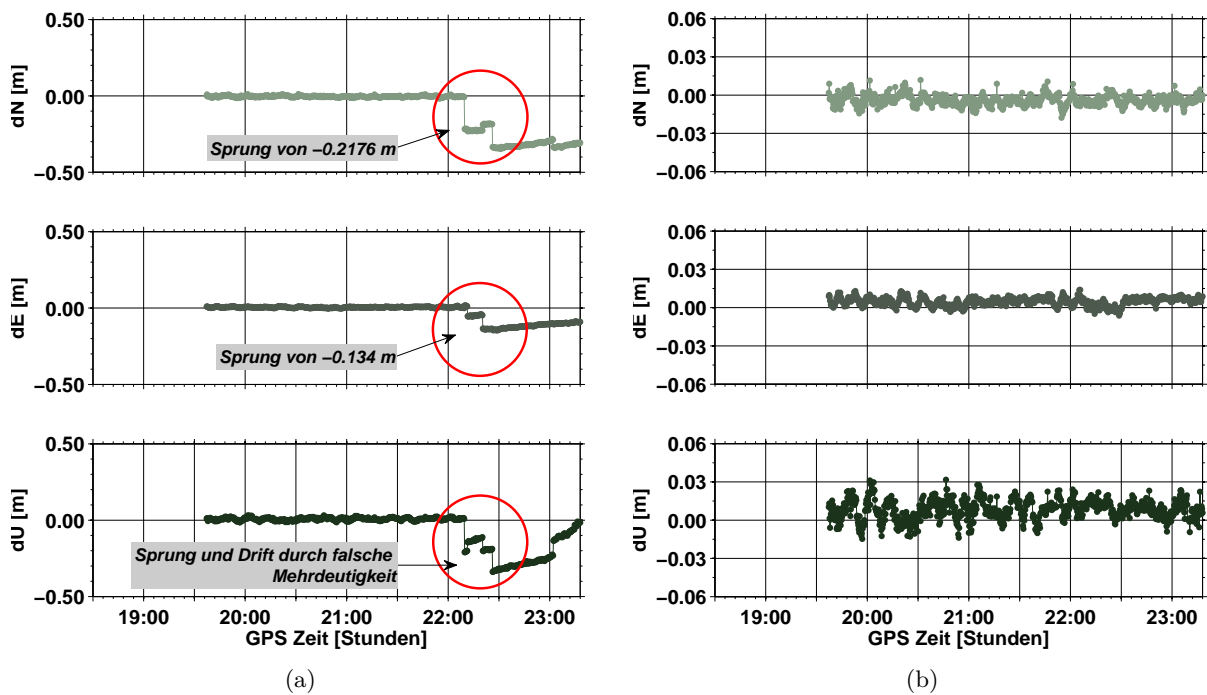 0.50
0.00
−0.50
dN [m]
Sprung von −0.2176 m
0.50
0.00
−0.50
dE [m]
Sprung von −0.134 m
0.50
0.00
−0.50
dU [m]
Sprung und Drift durch falsche
Mehrdeutigkeit
19:00 20:00 21:00 22:00 23:00
GPS Zeit [Stunden]
(a)
0.06
0.03
0.00
−0.03
−0.06
dN [m]
0.06
0.03
0.00
−0.03
−0.06
dE [m]
0.06
0.03
0.00
−0.03
−0.06
dU [m]
19:00 20:00 21:00 22:00 23:00
GPS Zeit [Stunden]
(b)